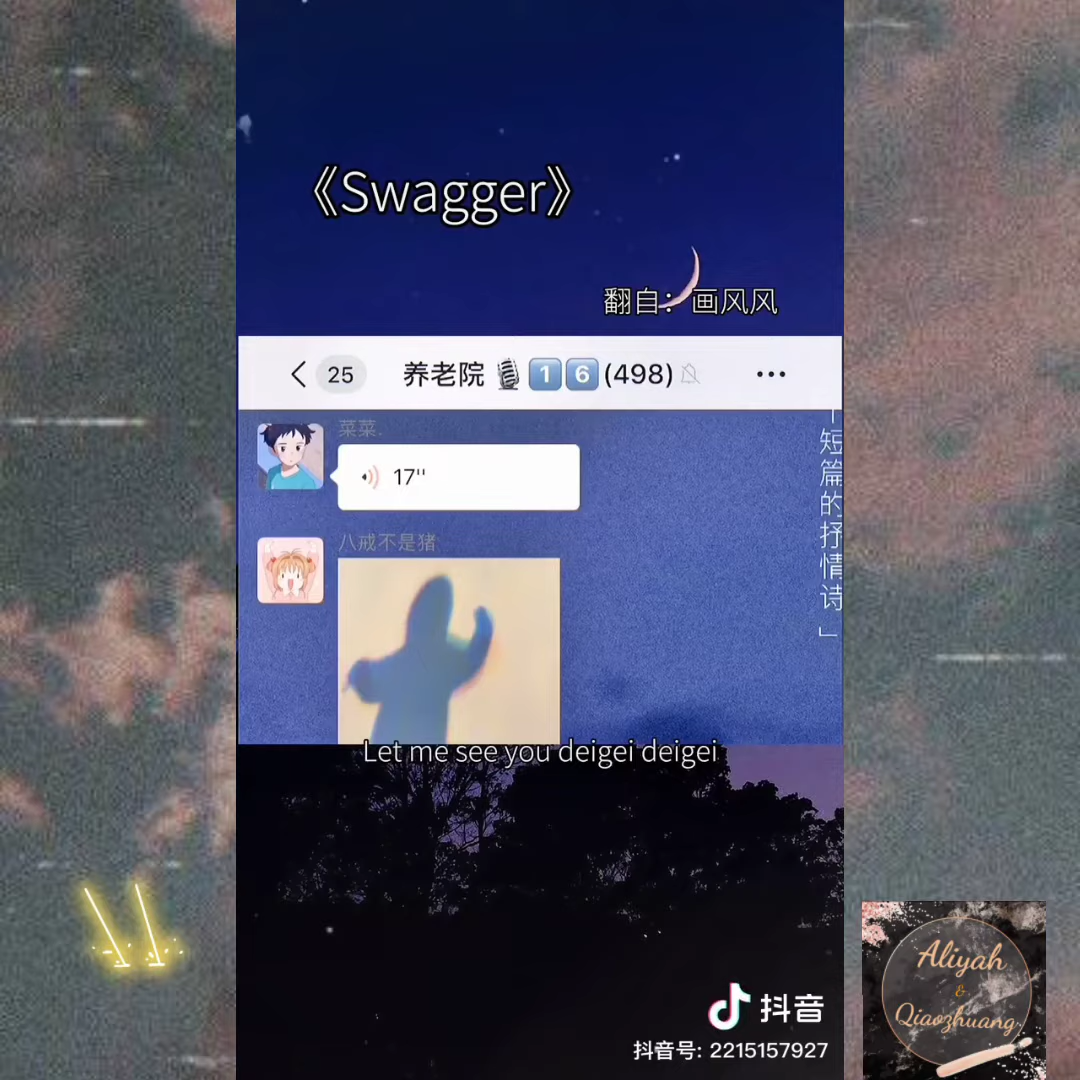 《Swagger》
翻自：画风风
25
养老院 🎙️1️⃣6️⃣(498)
菜菜.
17''
八戒不是猪
「短篇的抒情诗」
Let me see you deigei deigei
抖音
抖音号: 2215157927
Aliyah
&
Qiaozhuang